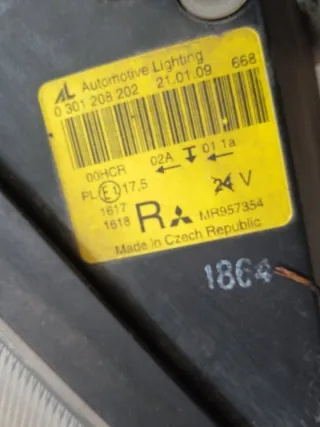 AL Automotive Lighting
0 301 208 202 21.01.09 668
00HCR 02A 01 1a
PL E1 17,5
1617
1618 R MR957354
24 V
Made in Czech Republic
1864